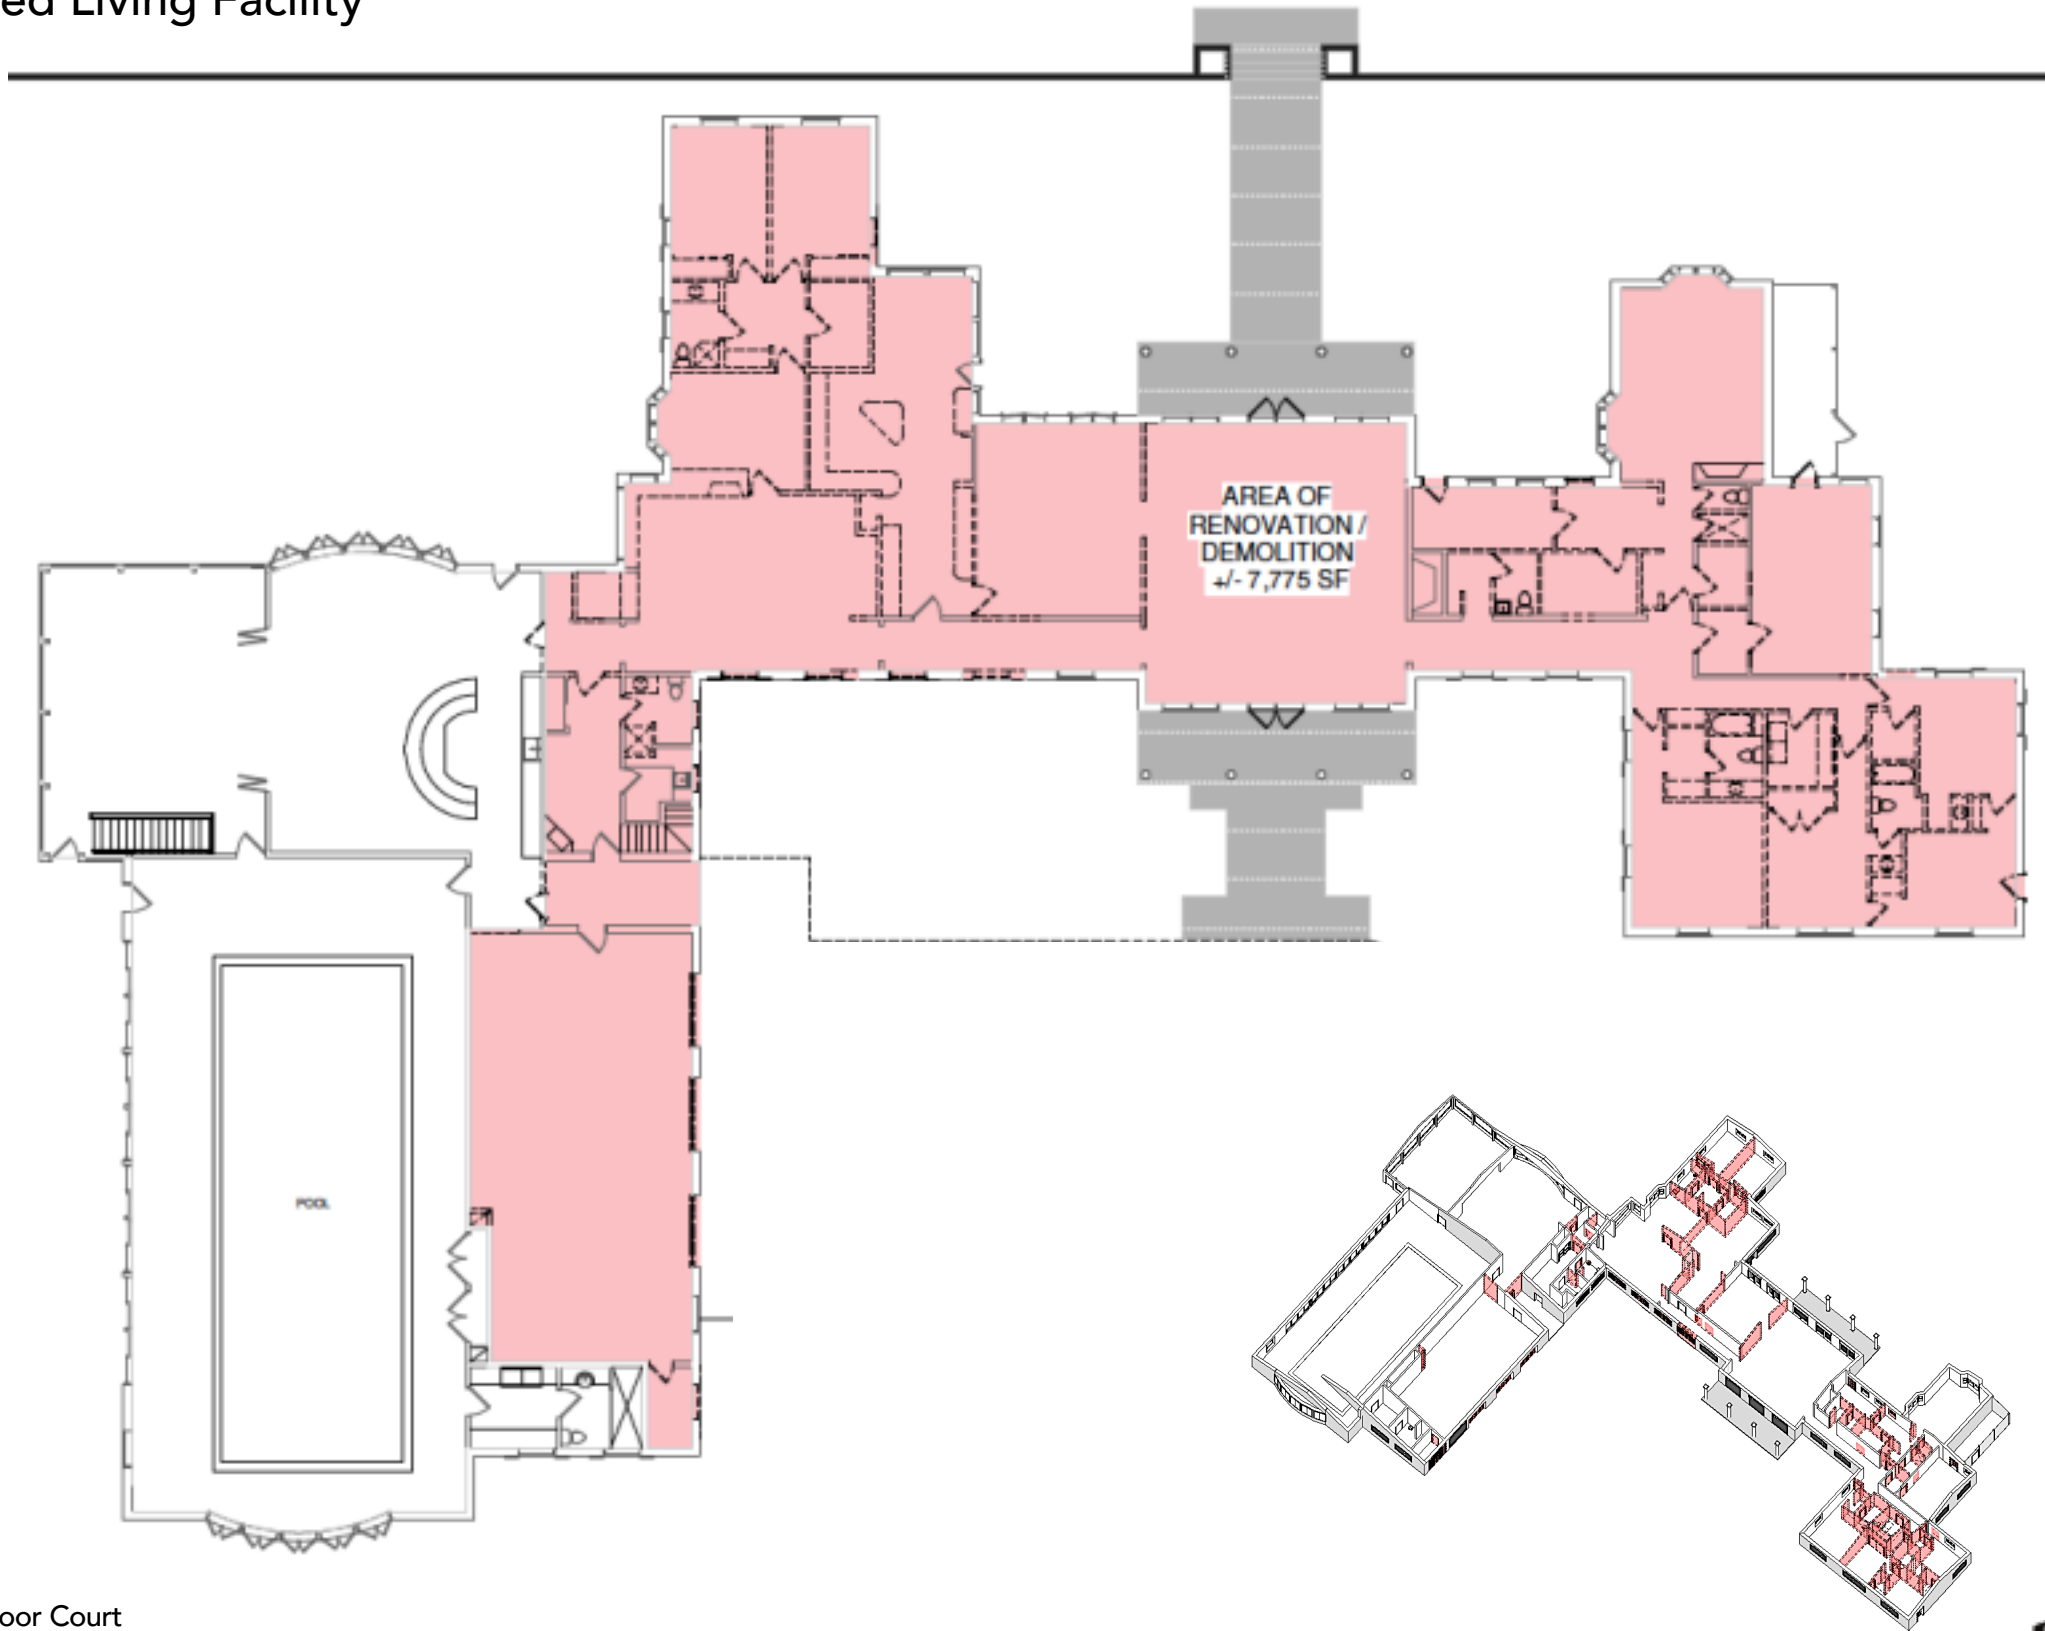 ed Living Facility
AREA OF
RENOVATION /
DEMOLITION
+/- 7,775 SF
POOL
oor Court